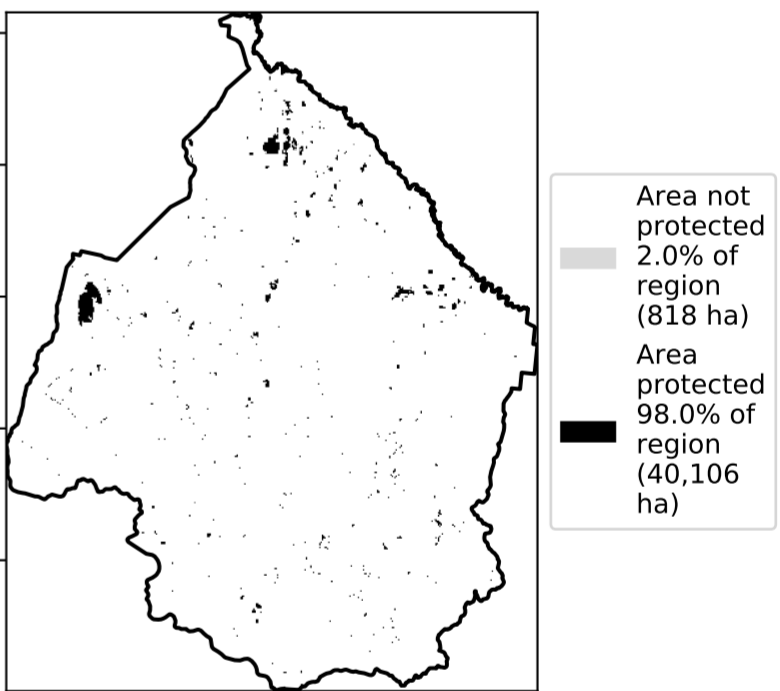 Area not
protected
2.0% of
region
(818 ha)
Area
protected
98.0% of
region
(40,106
ha)